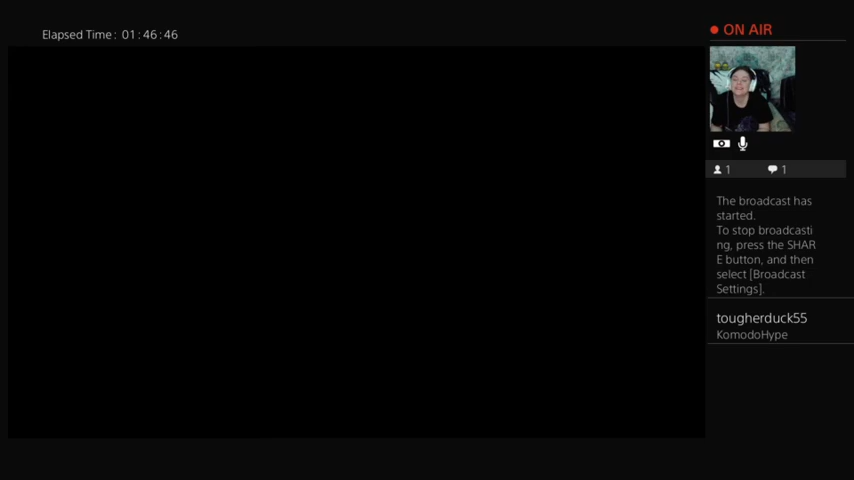 Elapsed Time: 01:46:46
ON AIR
1 1
The broadcast has
started.
To stop broadcasti
ng, press the SHAR
E button, and then
select [Broadcast
Settings].
tougherduck55
KomodoHype